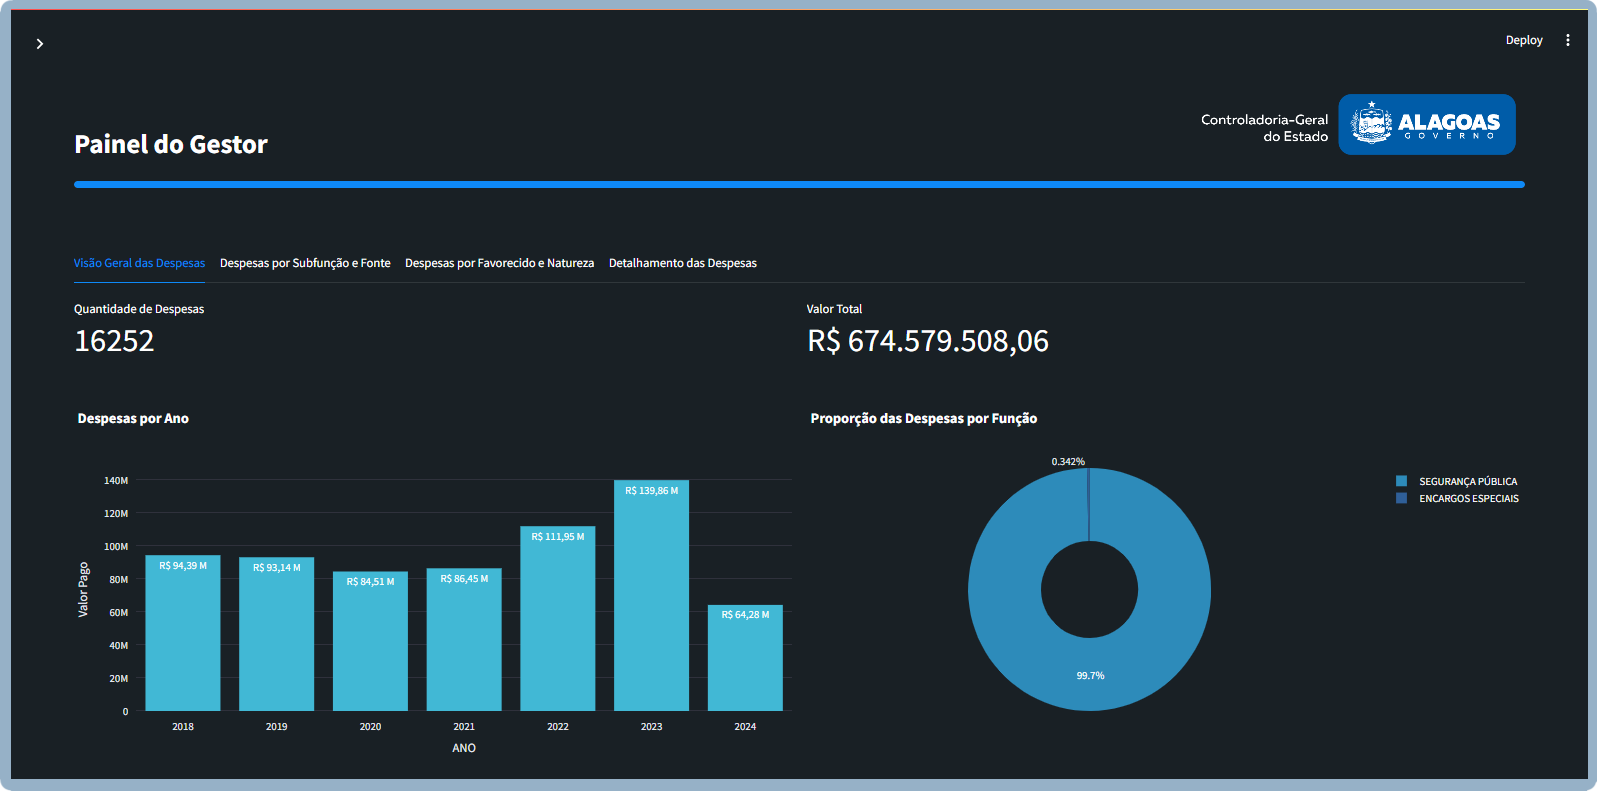 Deploy
Controladoria-Geral
do Estado
ALAGOAS
GOVERNO
Painel do Gestor
Visão Geral das Despesas Despesas por Subfunção e Fonte Despesas por Favorecido e Natureza Detalhamento das Despesas
Quantidade de Despesas
16252
Valor Total
R$ 674.579.508,06
Despesas por Ano
Valor Pago
140M
120M
100M
80M
60M
40M
20M
0
R$ 94,39 M
R$ 93,14 M
R$ 84,51 M
R$ 86,45 M
R$ 111,95 M
R$ 139,86 M
R$ 64,28 M
2018 2019 2020 2021 2022 2023 2024
ANO
Proporção das Despesas por Função
0.342%
99.7%
SEGURANÇA PÚBLICA
ENCARGOS ESPECIAIS